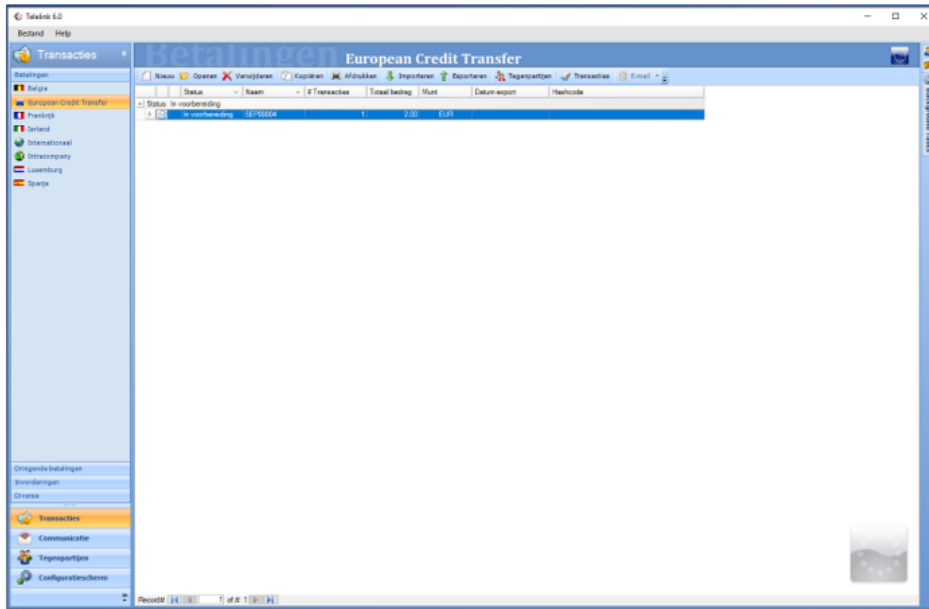 Telelink 6.0
Bestand Help
Transacties
Betalingen European Credit Transfer
Betalingen
Nieuw Openen Verwijderen Kopiëren Afdrukken Importeren Exporteren Tegenpartijen Transacties E-mail
België
European Credit Transfer
Frankrijk
Ierland
Internationaal
Intracompany
Luxemburg
Spanje
Status Naam # Transacties Totaal bedrag Munt Datum export Hashcode
Status In voorbereiding
In voorbereiding SEP00004 1 2.00 EUR
Dringende betalingen
Invorderingen
Diverse
Transacties
Communicatie
Tegenpartijen
Configuratiescherm
Record#: 1 of #: 1